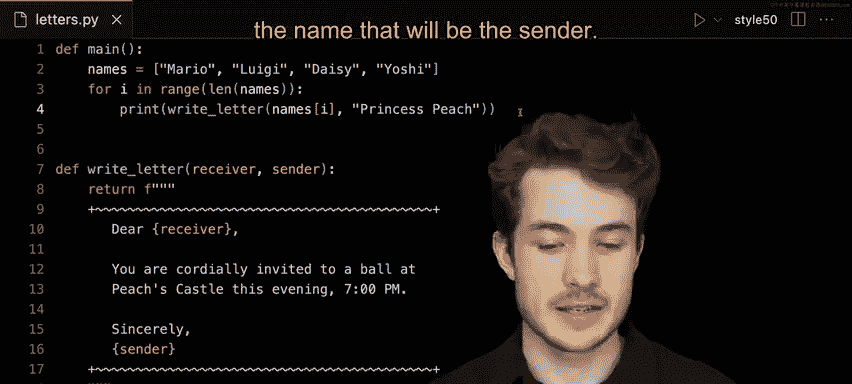 letters.py
style50
the name that will be the sender.
1 def main():
2 names = ["Mario", "Luigi", "Daisy", "Yoshi"]
3 for i in range(len(names)):
4 print(write_letter(names[i], "Princess Peach"))
5
6
7 def write_letter(receiver, sender):
8 return f"""
9 +~~~~~~~~~~~~~~~~~~~~~~~~~~~~~~~~~~~~~~~~~+
10 Dear {receiver},
11
12 You are cordially invited to a ball at
13 Peach's Castle this evening, 7:00 PM.
14
15 Sincerely,
16 {sender}
17 +~~~~~~~~~~~~~~~~~~~~~~~~~~~~~~~~~~~~~~~~~+